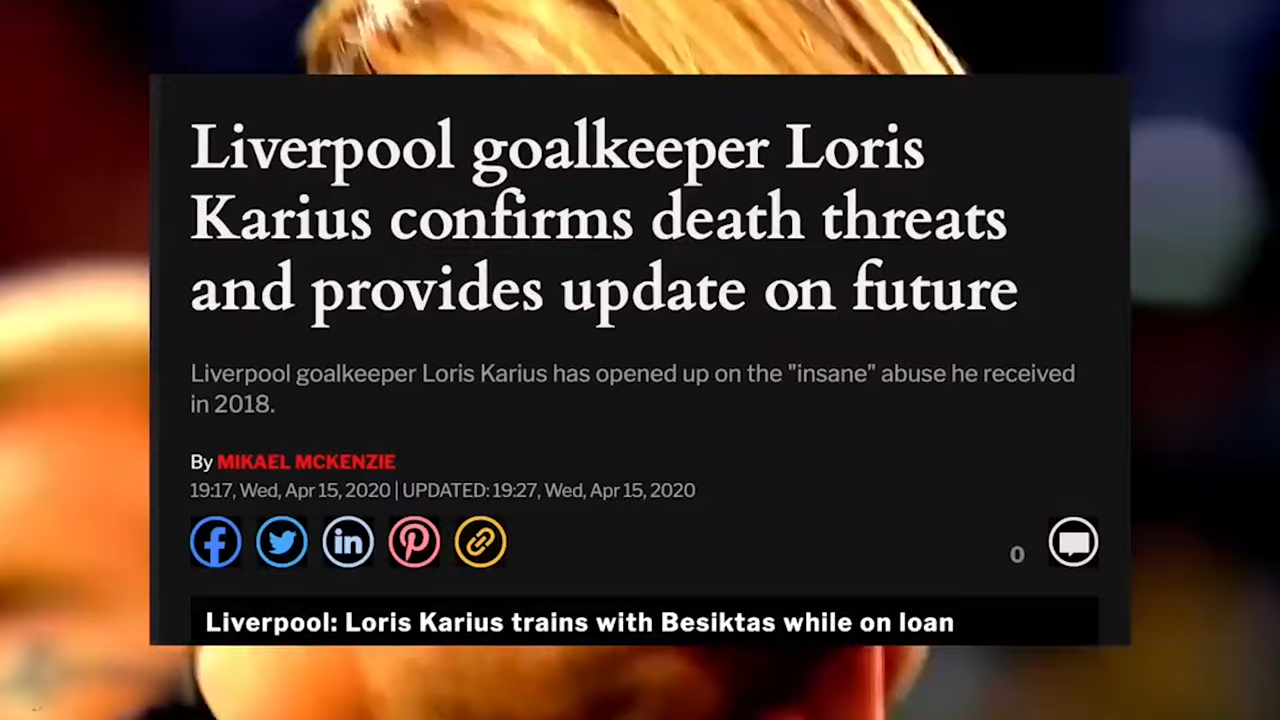 Liverpool goalkeeper Loris
Karius confirms death threats
and provides update on future
Liverpool goalkeeper Loris Karius has opened up on the "insane" abuse he received
in 2018.
By MIKAEL MCKENZIE
19:17, Wed, Apr 15, 2020 | UPDATED: 19:27, Wed, Apr 15, 2020
in
0
Liverpool: Loris Karius trains with Besiktas while on loan